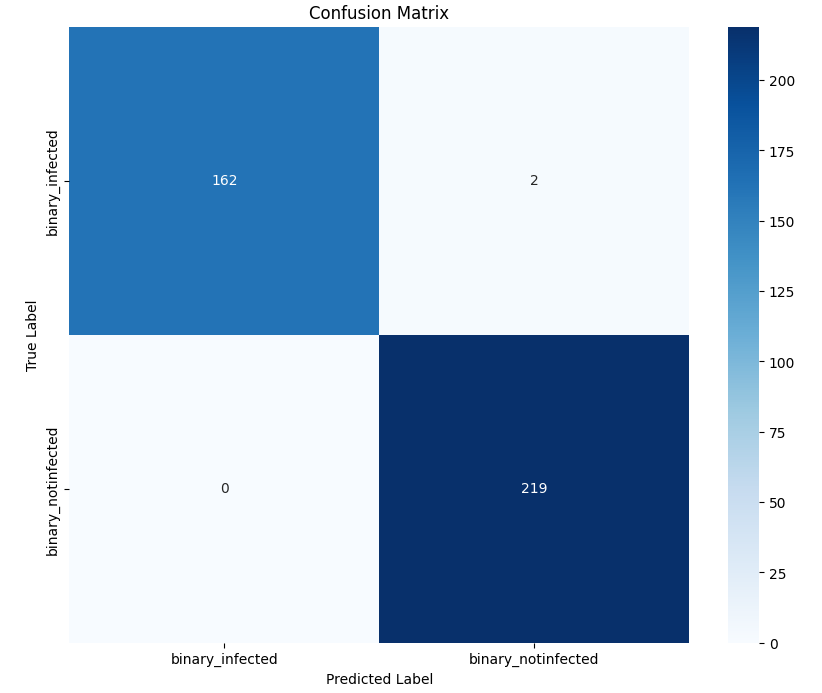 Confusion Matrix
True Label
binary_infected
binary_notinfected
162
2
0
219
binary_infected
binary_notinfected
Predicted Label
200
175
150
125
100
75
50
25
0